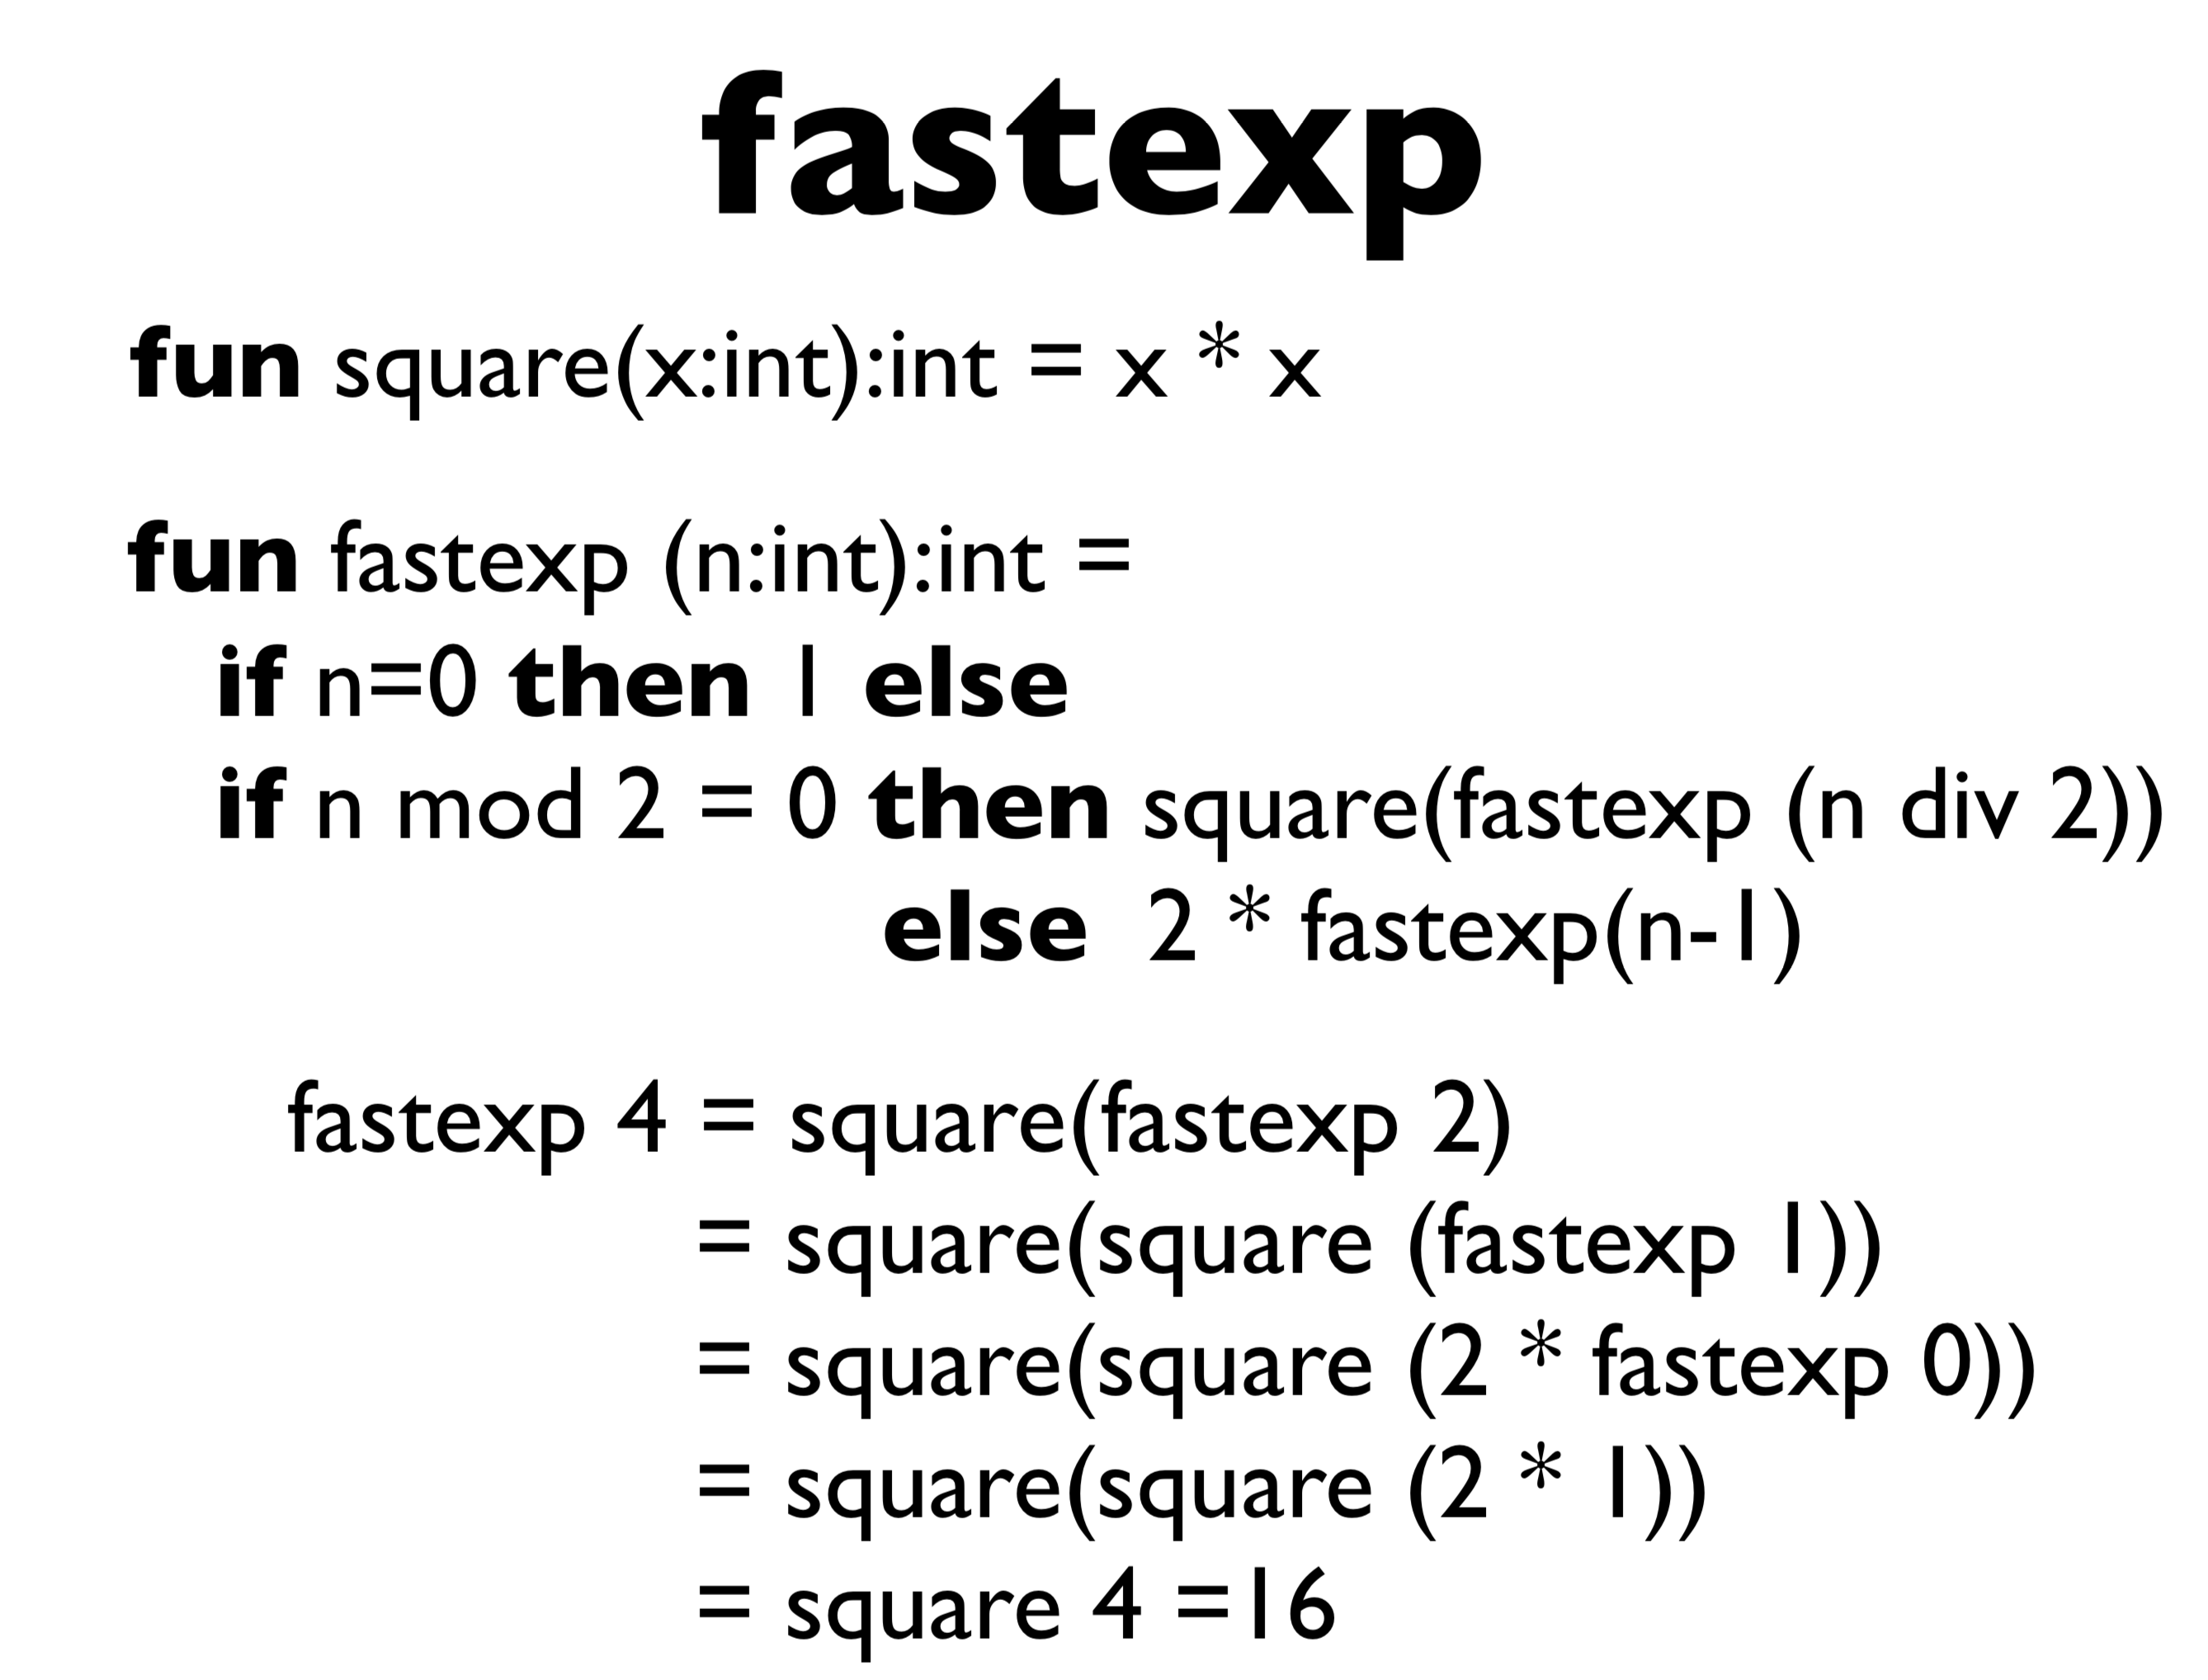 fastexp
fun square(x:int):int = x * x
fun fastexp (n:int):int =
if n=0 then 1 else
if n mod 2 = 0 then square(fastexp (n div 2))
else 2 * fastexp(n-1)
fastexp 4 = square(fastexp 2)
= square(square (fastexp 1))
= square(square (2 * fastexp 0))
= square(square (2 * 1))
= square 4 =16